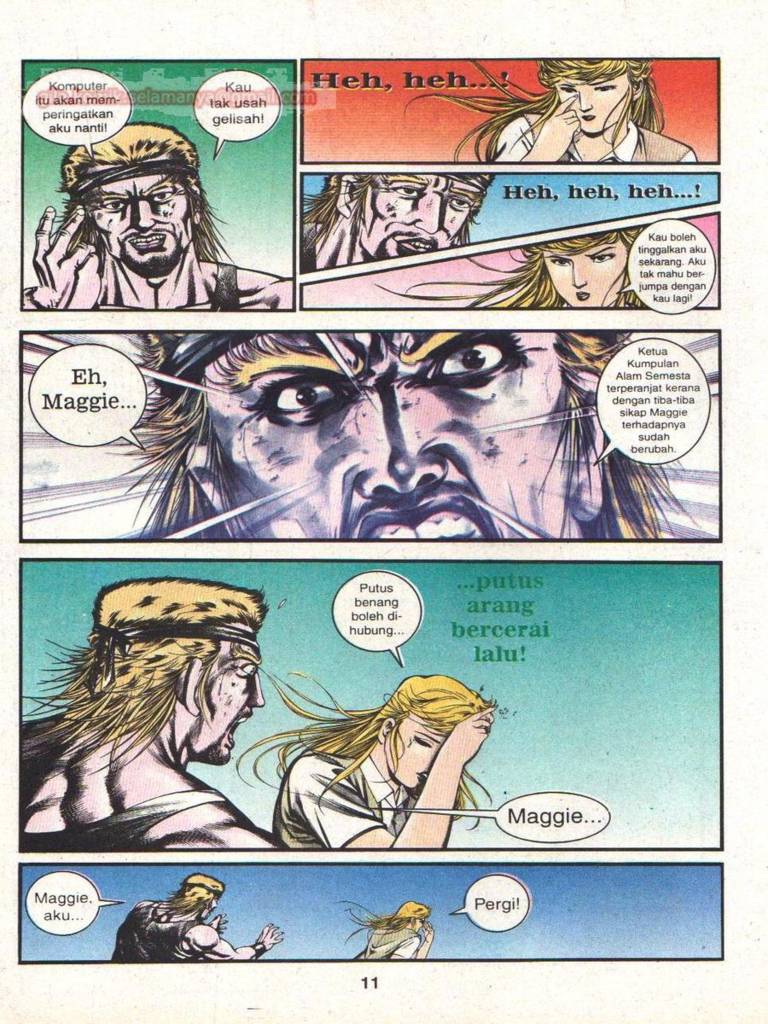 Komputer
itu akan mem-
peringatkan
aku nanti!
Kau
tak usah
gelisah!
Heh, heh...!
Heh, heh, heh...!
Kau boleh
tinggalkan aku
sekarang. Aku
tak mahu ber-
jumpa dengan
kau lagi!
Eh,
Maggie...
Ketua
Kumpulan
Alam Semesta
terperanjat kerana
dengan tiba-tiba
sikap Maggie
terhadapnya
sudah
berubah.
Putus
benang
boleh di-
hubung...
...putus
arang
bercerai
lalu!
Maggie...
Maggie,
aku...
Pergi!
11